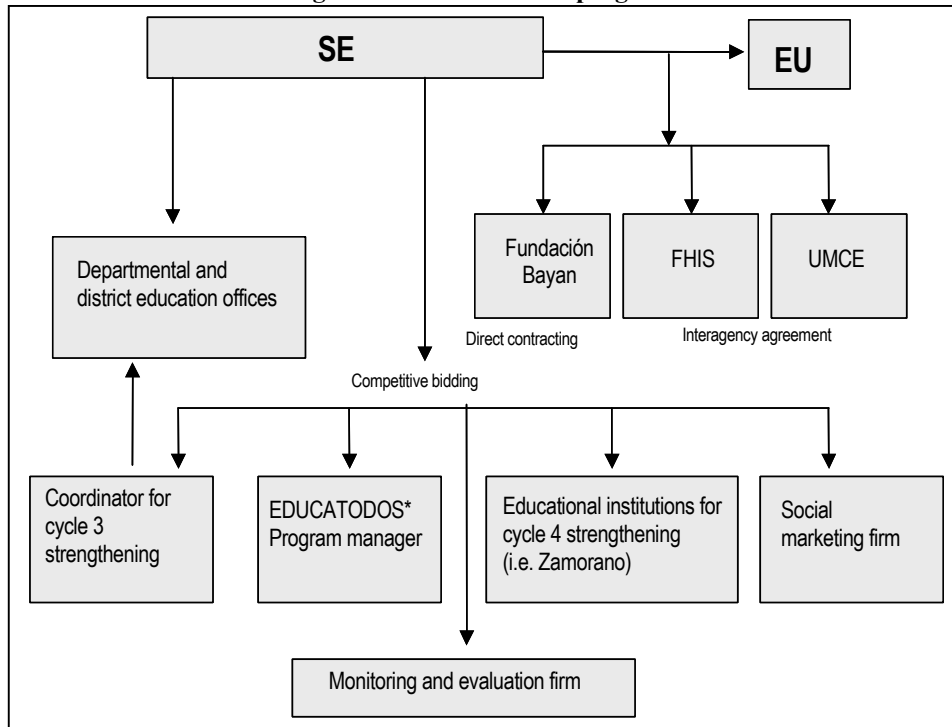 SE
EU
Fundación
Bayan
FHIS
UMCE
Departmental and
district education offices
Direct contracting
Interagency agreement
Competitive bidding
Coordinator for
cycle 3
strengthening
EDUCATODOS*
Program manager
Educational institutions for
cycle 4 strengthening
(i.e. Zamorano)
Social
marketing firm
Monitoring and evaluation firm